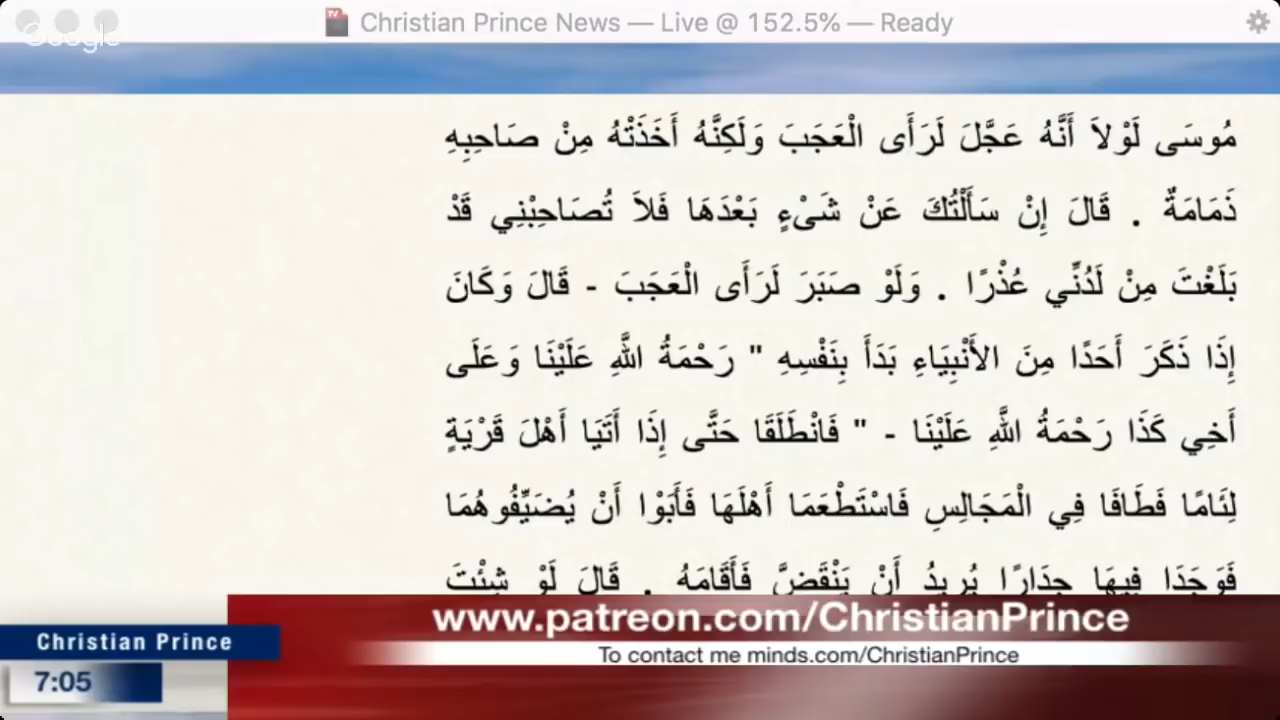 Christian Prince News — Live @ 152.5% — Ready
Google
مُوسَى لَوْلاَ أَنَّهُ عَجَّلَ لَرَأَى الْعَجَبَ وَلَكِنَّهُ أَخَذَتْهُ مِنْ صَاحِبِهِ
ذَمَامَةٌ . قَالَ إِنْ سَأَلْتُكَ عَنْ شَىْءٍ بَعْدَهَا فَلاَ تُصَاحِبْنِي قَدْ
بَلَغْتَ مِنْ لَدُنِّي عُذْرًا . وَلَوْ صَبَرَ لَرَأَى الْعَجَبَ - قَالَ وَكَانَ
إِذَا ذَكَرَ أَحَدًا مِنَ الأَنْبِيَاءِ بَدَأَ بِنَفْسِهِ " رَحْمَةُ اللَّهِ عَلَيْنَا وَعَلَى
أَخِي كَذَا رَحْمَةُ اللَّهِ عَلَيْنَا - " فَانْطَلَقَا حَتَّى إِذَا أَتَيَا أَهْلَ قَرْيَةٍ
لِئَامًا فَطَافَا فِي الْمَجَالِسِ فَاسْتَطْعَمَا أَهْلَهَا فَأَبَوْا أَنْ يُضَيِّفُوهُمَا
فَوَجَدَا فِيهَا جِدَارًا يُرِيدُ أَنْ يَنْقَضَّ فَأَقَامَهُ . قَالَ لَوْ شِئْتَ
www.patreon.com/ChristianPrince
Christian Prince
To contact me minds.com/ChristianPrince
7:05